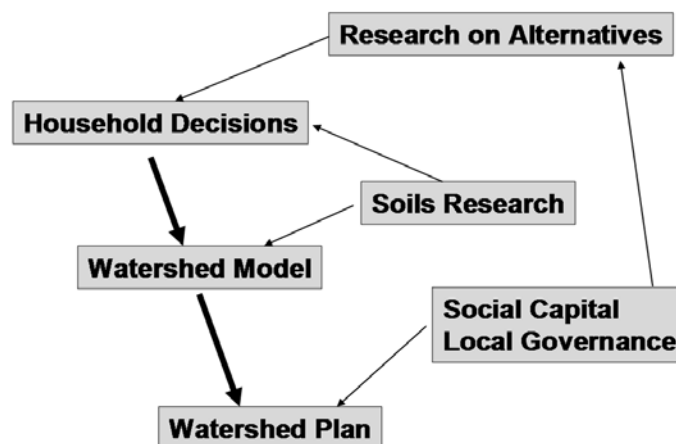 Research on Alternatives
Household Decisions
Soils Research
Watershed Model
Social Capital
Local Governance
Watershed Plan